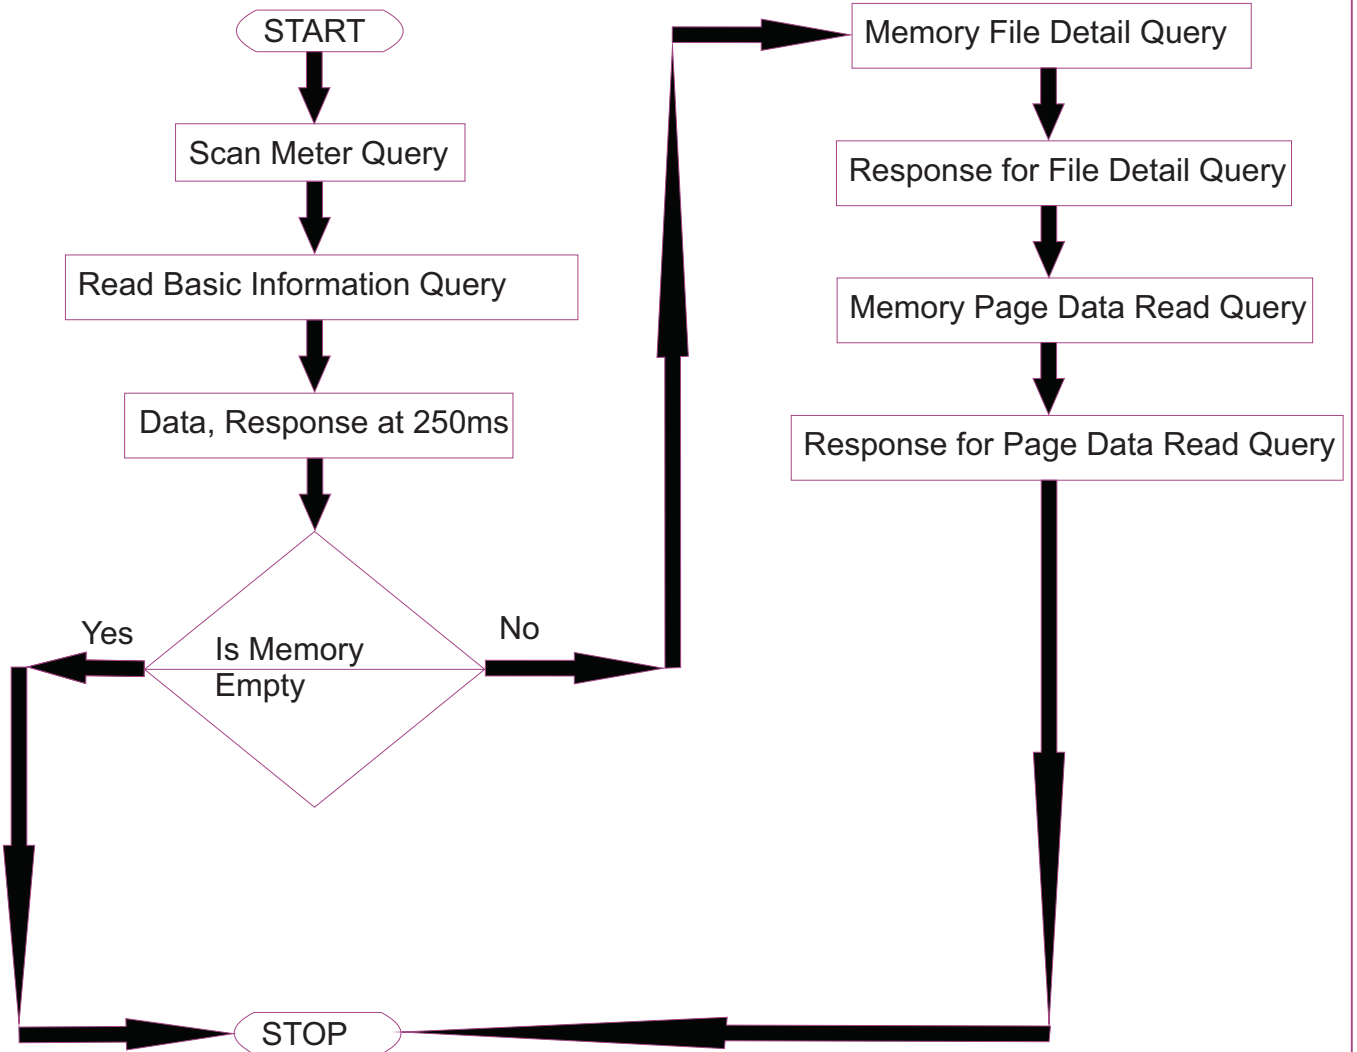 START
Scan Meter Query
Read Basic Information Query
Data, Response at 250ms
Is Memory
Empty
Yes
No
Memory File Detail Query
Response for File Detail Query
Memory Page Data Read Query
Response for Page Data Read Query
STOP